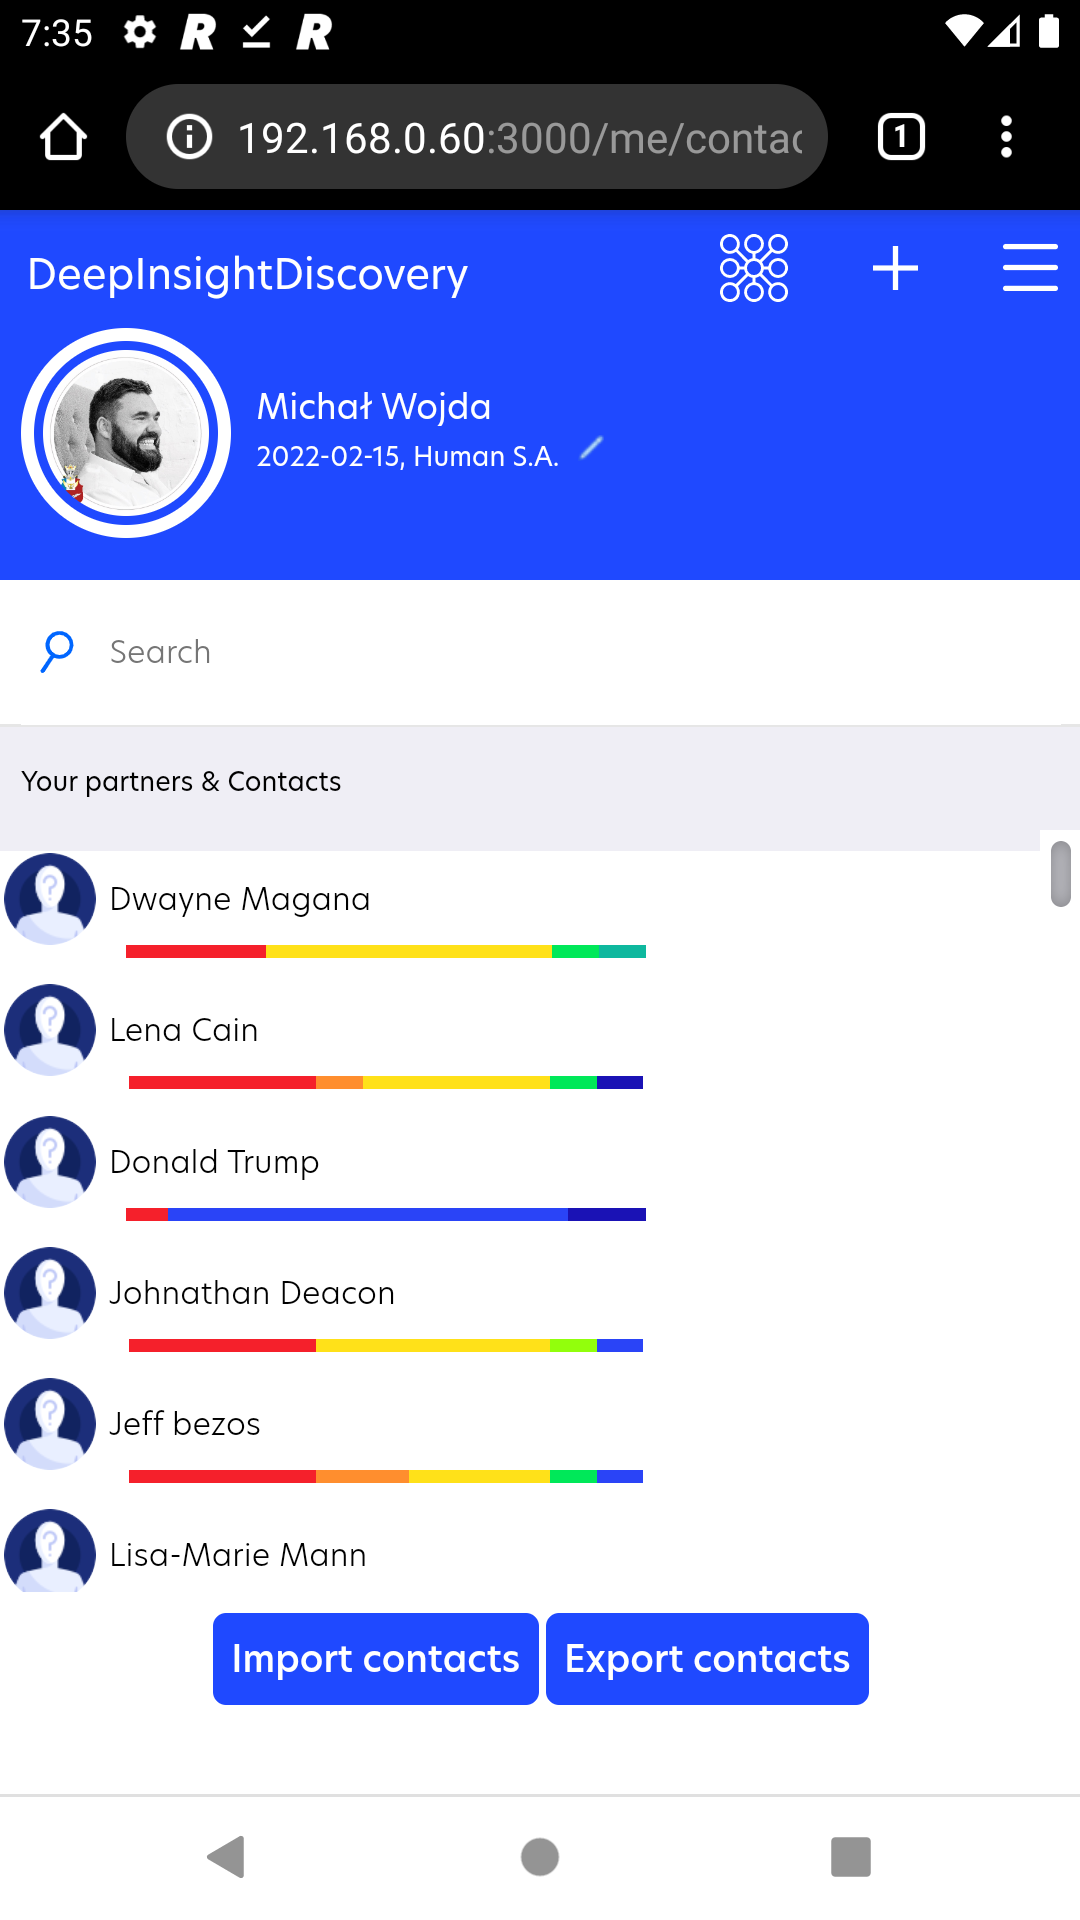 7:35
192.168.0.60:3000/me/contac
1
DeepInsightDiscovery
Michał Wojda
2022-02-15, Human S.A.
Search
Your partners & Contacts
Dwayne Magana
Lena Cain
Donald Trump
Johnathan Deacon
Jeff bezos
Lisa-Marie Mann
Import contacts Export contacts